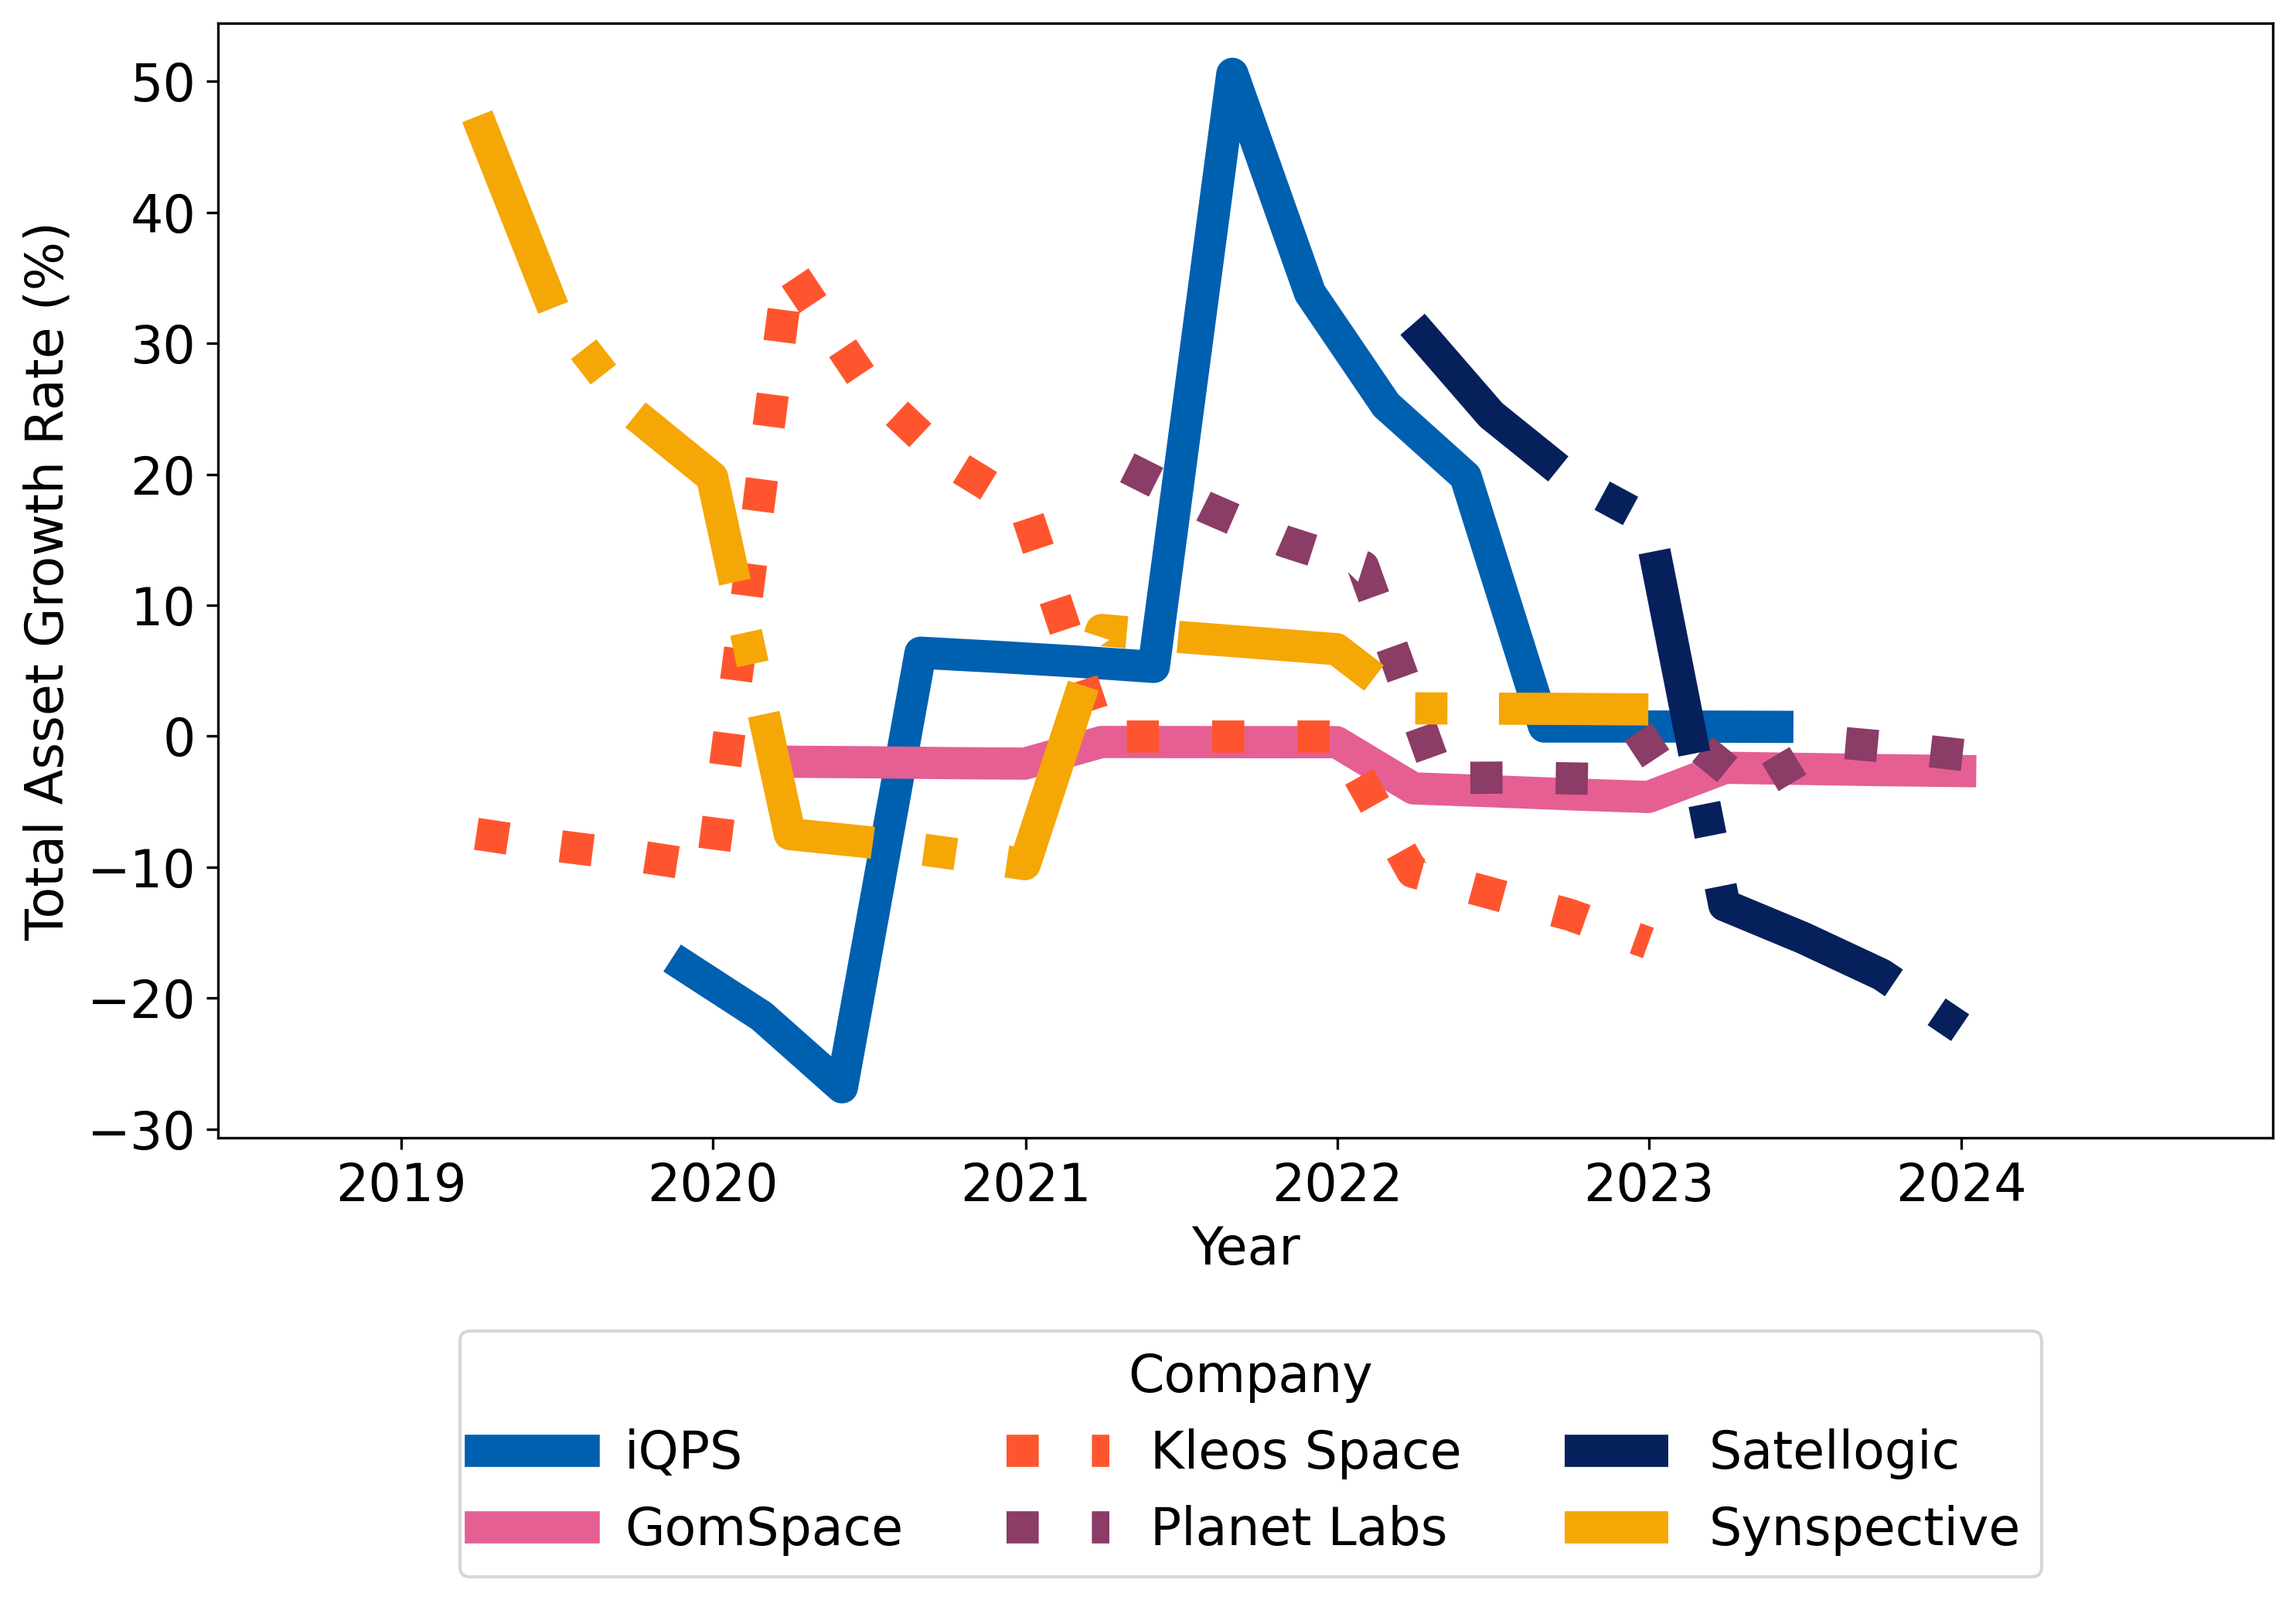 Total Asset Growth Rate (%)
50
40
30
20
10
0
−10
−20
−30
2019 2020 2021 2022 2023 2024
Year
Company
iQPS Kleos Space Satellogic
GomSpace Planet Labs Synspective